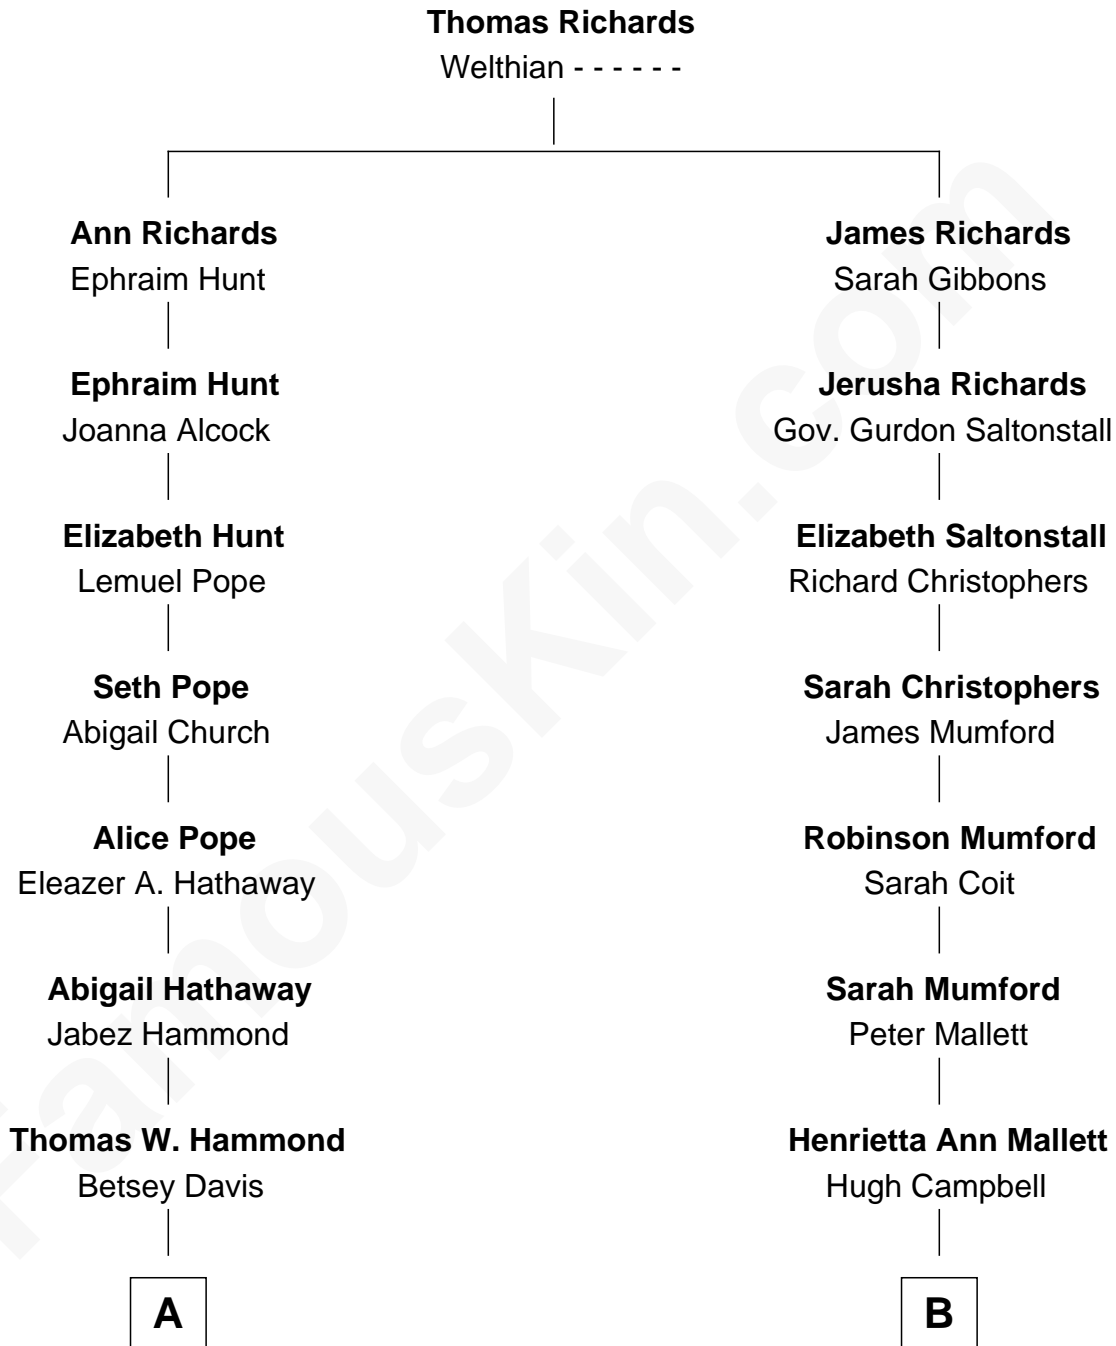 Thomas Richards
Welthian - - - - - -
Ann Richards
Ephraim Hunt
James Richards
Sarah Gibbons
Ephraim Hunt
Joanna Alcock
Jerusha Richards
Gov. Gurdon Saltonstall
Elizabeth Hunt
Lemuel Pope
Elizabeth Saltonstall
Richard Christophers
Seth Pope
Abigail Church
Sarah Christophers
James Mumford
Alice Pope
Eleazer A. Hathaway
Robinson Mumford
Sarah Coit
Abigail Hathaway
Jabez Hammond
Sarah Mumford
Peter Mallett
Thomas W. Hammond
Betsey Davis
Henrietta Ann Mallett
Hugh Campbell
A
B
FamousKin.com